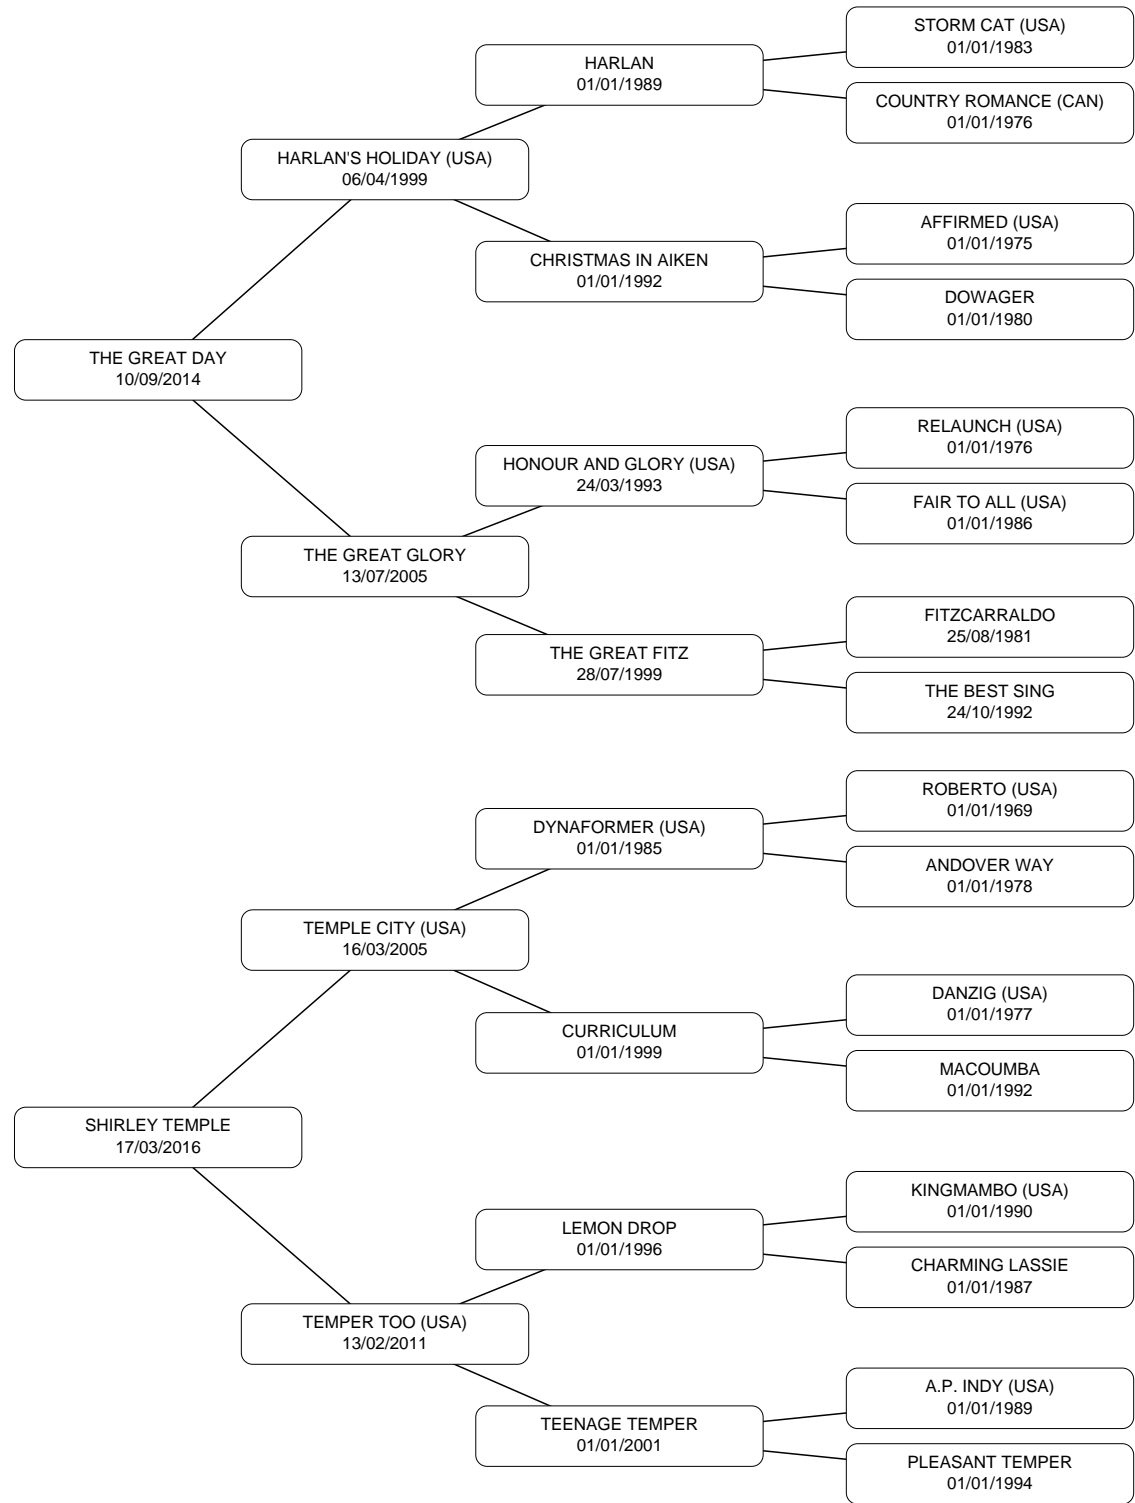 STORM CAT (USA)
01/01/1983
HARLAN
01/01/1989
COUNTRY ROMANCE (CAN)
01/01/1976
HARLAN'S HOLIDAY (USA)
06/04/1999
AFFIRMED (USA)
01/01/1975
CHRISTMAS IN AIKEN
01/01/1992
DOWAGER
01/01/1980
THE GREAT DAY
10/09/2014
RELAUNCH (USA)
01/01/1976
HONOUR AND GLORY (USA)
24/03/1993
FAIR TO ALL (USA)
01/01/1986
THE GREAT GLORY
13/07/2005
FITZCARRALDO
25/08/1981
THE GREAT FITZ
28/07/1999
THE BEST SING
24/10/1992
ROBERTO (USA)
01/01/1969
DYNAFORMER (USA)
01/01/1985
ANDOVER WAY
01/01/1978
TEMPLE CITY (USA)
16/03/2005
DANZIG (USA)
01/01/1977
CURRICULUM
01/01/1999
MACOUMBA
01/01/1992
SHIRLEY TEMPLE
17/03/2016
KINGMAMBO (USA)
01/01/1990
LEMON DROP
01/01/1996
CHARMING LASSIE
01/01/1987
TEMPER TOO (USA)
13/02/2011
A.P. INDY (USA)
01/01/1989
TEENAGE TEMPER
01/01/2001
PLEASANT TEMPER
01/01/1994